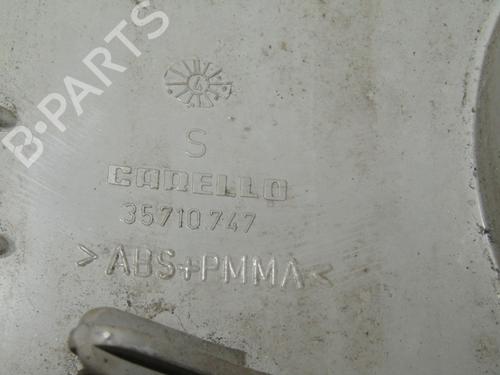 B-PARTS
S
CARELLO
35710747
>ABS+PMMA<